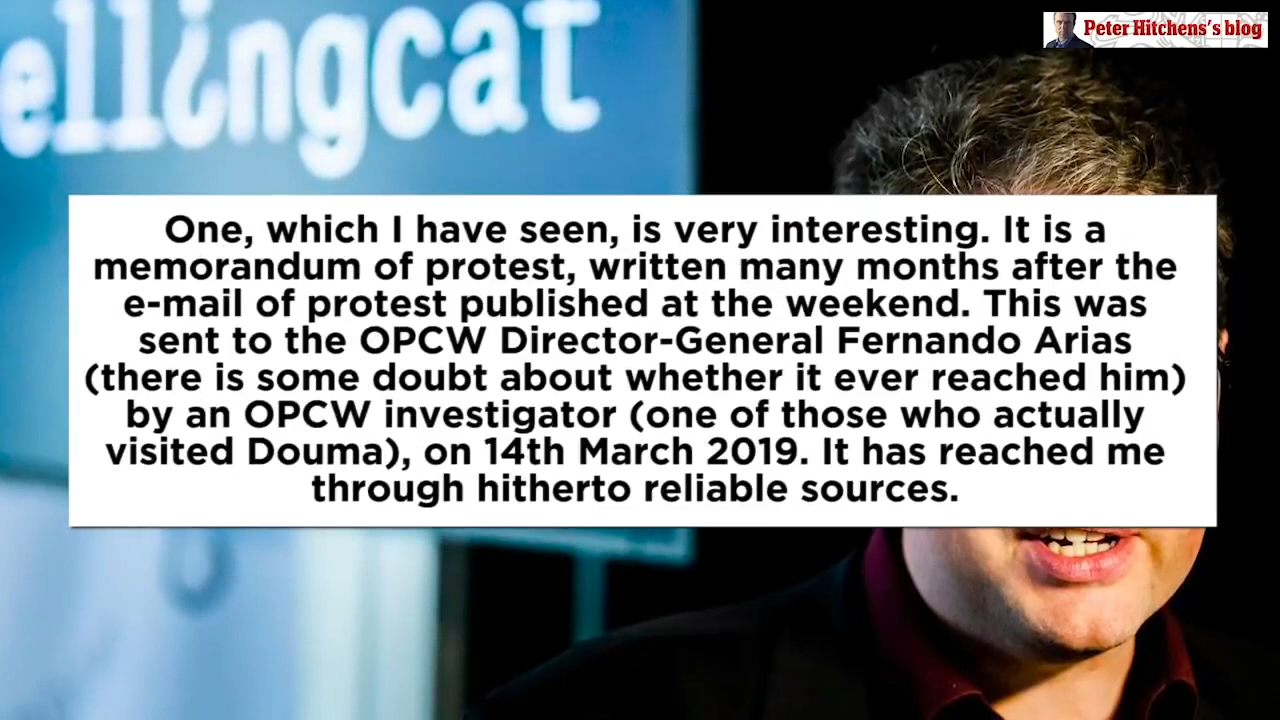 Peter Hitchens's blog
ellingcat
One, which I have seen, is very interesting. It is a
memorandum of protest, written many months after the
e-mail of protest published at the weekend. This was
sent to the OPCW Director-General Fernando Arias
(there is some doubt about whether it ever reached him)
by an OPCW investigator (one of those who actually
visited Douma), on 14th March 2019. It has reached me
through hitherto reliable sources.